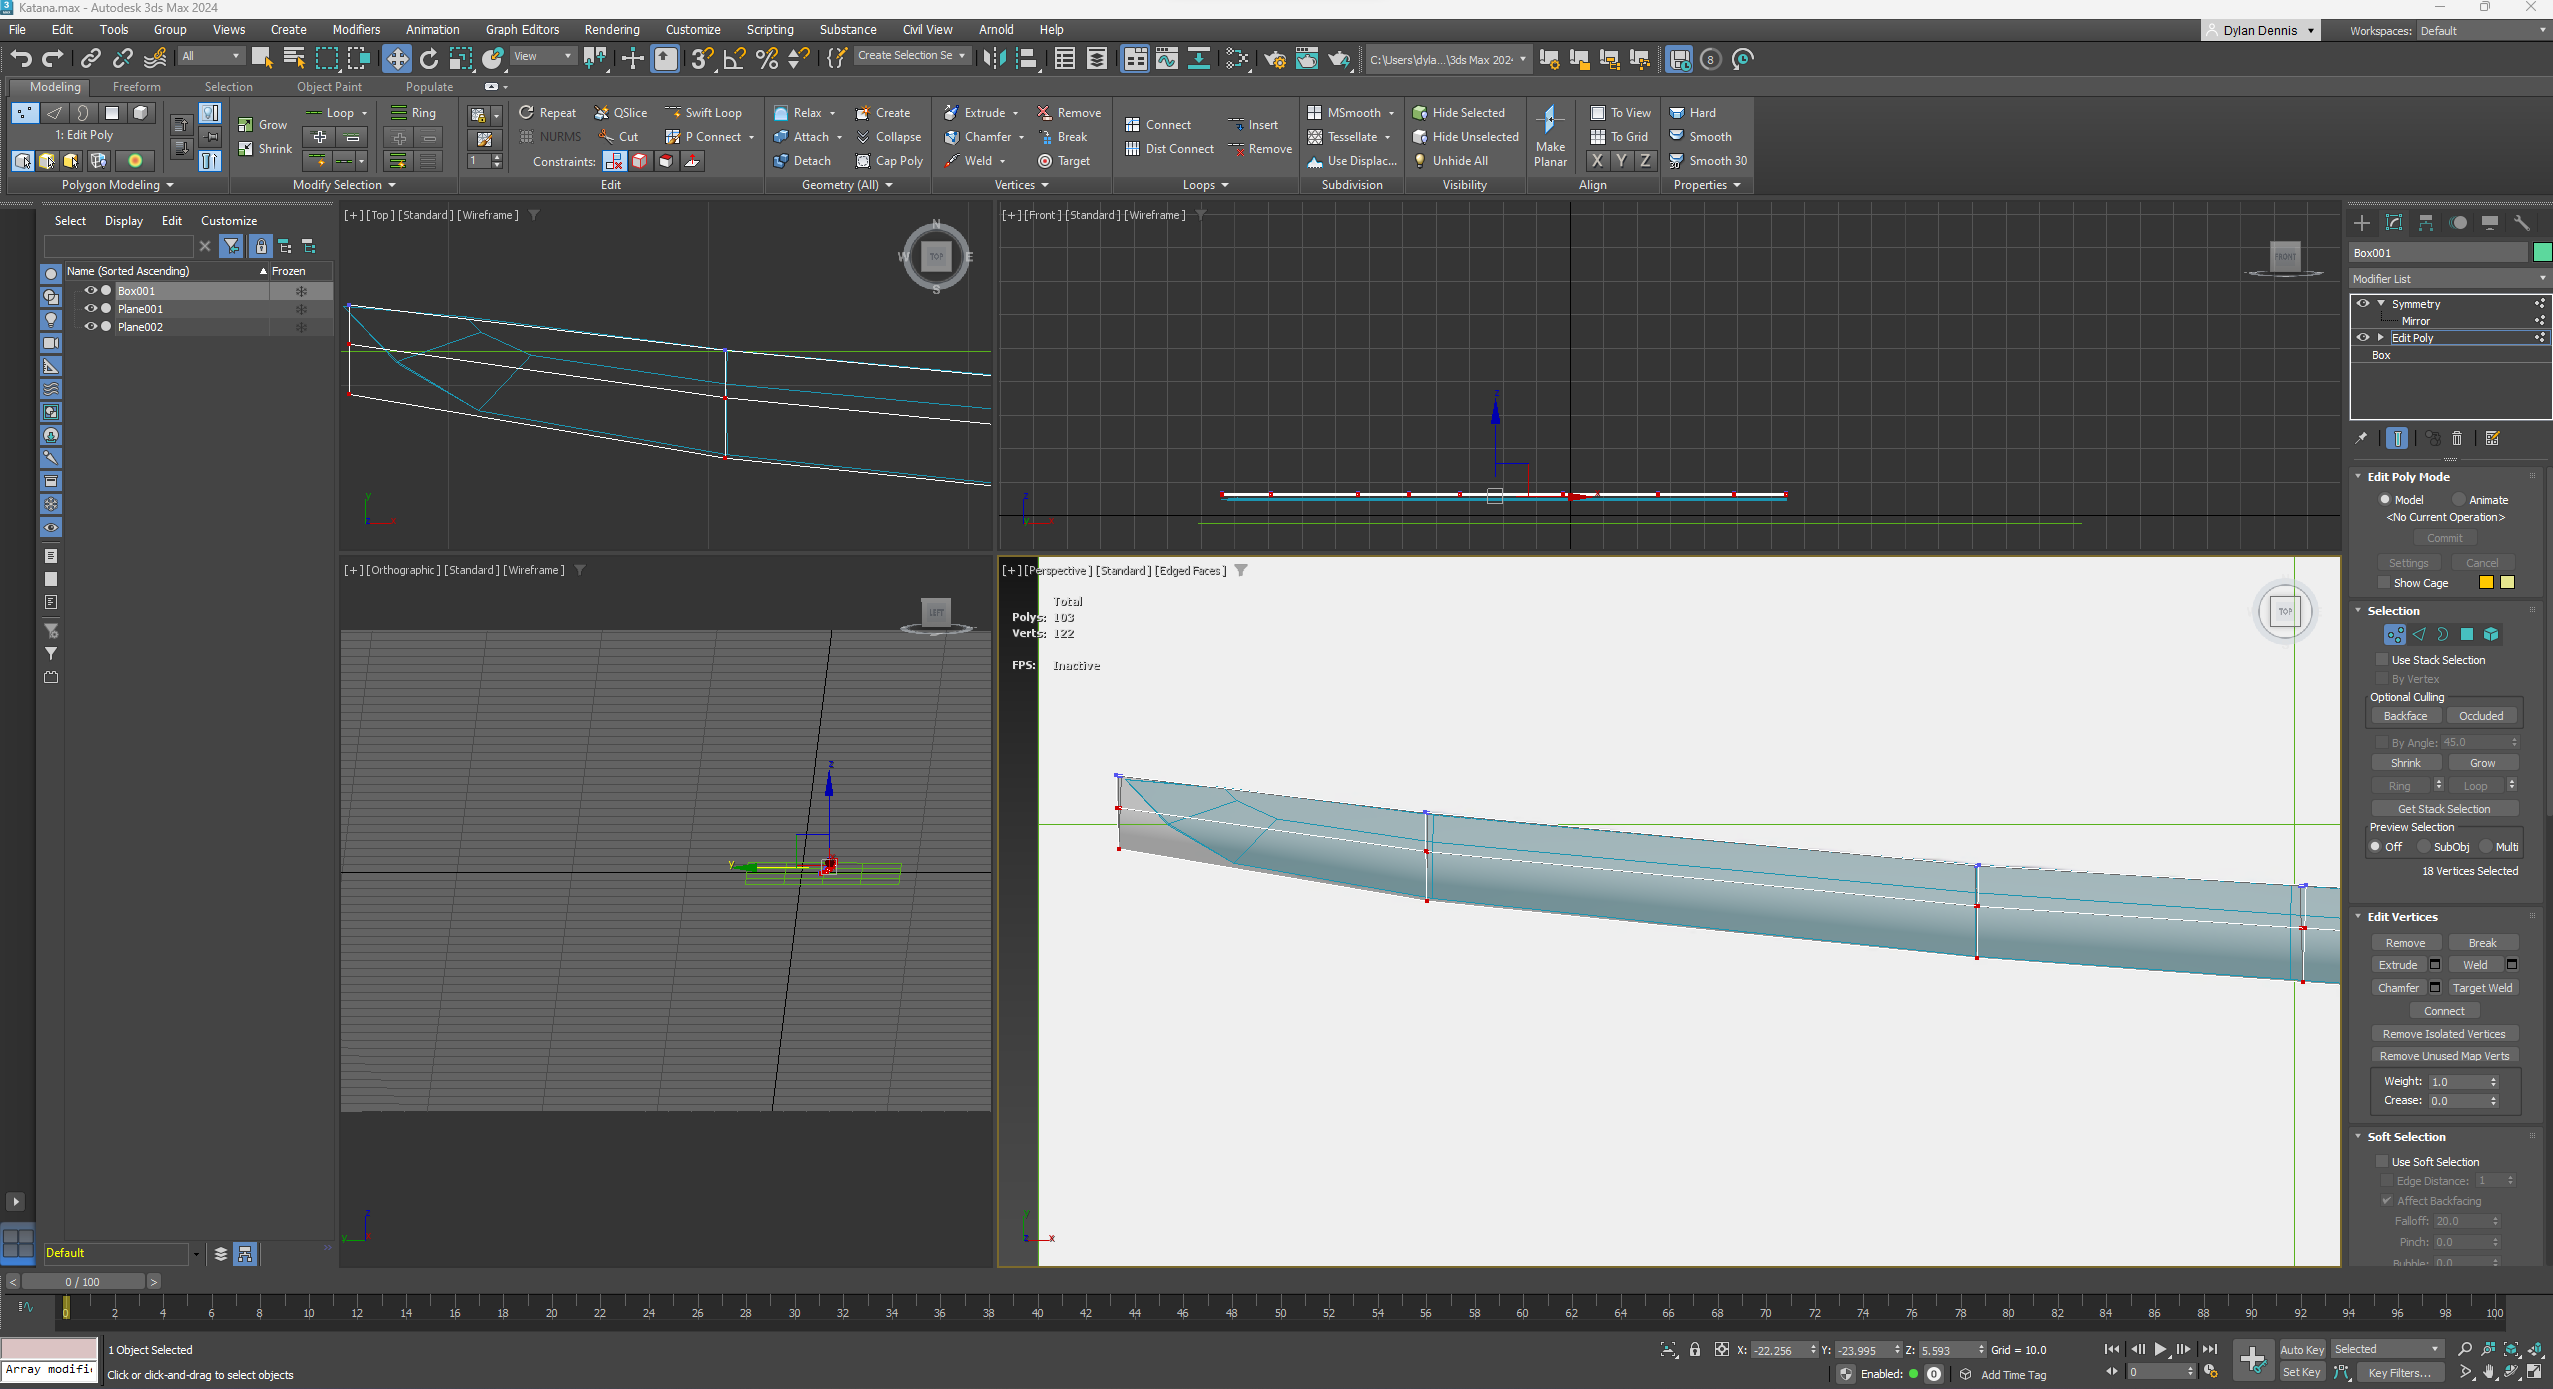 Katana.max - Autodesk 3ds Max 2024
File Edit Tools Group Views Create Modifiers Animation Graph Editors Rendering Customize Scripting Substance Civil View Arnold Help
Dylan Dennis
Workspaces: Default
All View Create Selection Se C:\Users\dyla...\3ds Max 202 8
Modeling Freeform Selection Object Paint Populate
1: Edit Poly
Polygon Modeling
Grow
Shrink
Loop
Ring
Modify Selection
1
Repeat QSlice Swift Loop
NURMS Cut P Connect
Constraints:
Edit
Relax Create
Attach Collapse
Detach Cap Poly
Geometry (All)
Extrude Remove
Chamfer Break
Weld Target
Vertices
Connect Insert
Dist Connect Remove
Loops
MSmooth
Tessellate
Use Displac...
Subdivision
Hide Selected
Hide Unselected
Unhide All
Visibility
Make
Planar
To View
To Grid
X Y Z
Align
Hard
Smooth
Smooth 30
Properties
Select Display Edit Customize
Name (Sorted Ascending) Frozen
Box001
Plane001
Plane002
Default
[+] [Top] [Standard] [Wireframe]
N
W TOP E
S
y
z x
[+] [Front] [Standard] [Wireframe]
FRONT
z
x
z
y x
[+] [Orthographic] [Standard] [Wireframe]
LEFT
z
y
z
y
[+] [Perspective] [Standard] [Edged Faces]
Total
Polys: 103
Verts: 122
FPS: Inactive
TOP
y
z x
Box001
Modifier List
Symmetry
Mirror
Edit Poly
Box
Edit Poly Mode
Model Animate
<No Current Operation>
Commit
Settings Cancel
Show Cage
Selection
Use Stack Selection
By Vertex
Optional Culling
Backface Occluded
By Angle: 45.0
Shrink Grow
Ring Loop
Get Stack Selection
Preview Selection
Off SubObj Multi
18 Vertices Selected
Edit Vertices
Remove Break
Extrude Weld
Chamfer Target Weld
Connect
Remove Isolated Vertices
Remove Unused Map Verts
Weight: 1.0
Crease: 0.0
Soft Selection
Use Soft Selection
Edge Distance: 1
Affect Backfacing
Falloff: 20.0
Pinch: 0.0
Bubble: 0.0
< 0 / 100 >
0 2 4 6 8 10 12 14 16 18 20 22 24 26 28 30 32 34 36 38 40 42 44 46 48 50 52 54 56 58 60 62 64 66 68 70 72 74 76 78 80 82 84 86 88 90 92 94 96 98 100
Array modifi
1 Object Selected
Click or click-and-drag to select objects
X: -22.256 Y: -23.995 Z: 5.593 Grid = 10.0
Enabled: 0 Add Time Tag
0
Auto Key Selected
Set Key Key Filters...